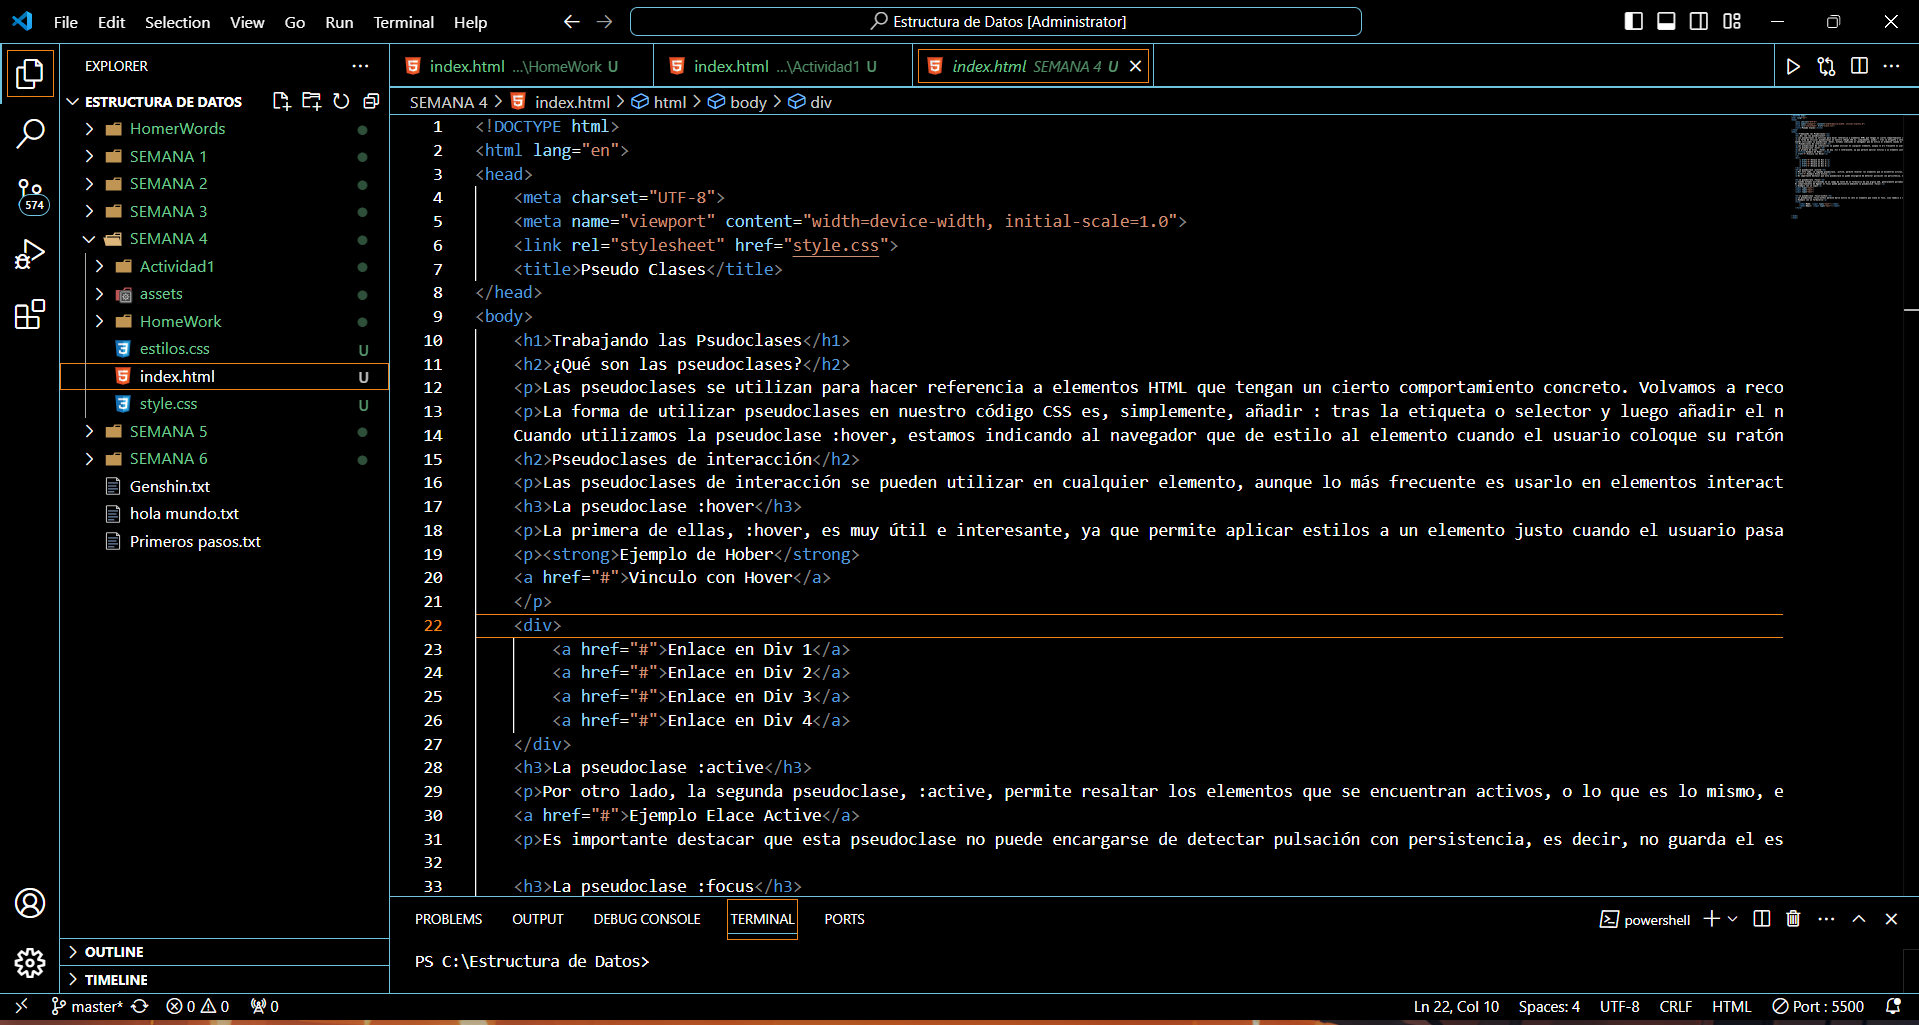 File Edit Selection View Go Run Terminal Help
Estructura de Datos [Administrator]
EXPLORER
ESTRUCTURA DE DATOS
HomerWords
SEMANA 1
SEMANA 2
SEMANA 3
SEMANA 4
Actividad1
assets
HomeWork
estilos.css U
index.html U
style.css U
SEMANA 5
SEMANA 6
Genshin.txt
hola mundo.txt
Primeros pasos.txt
OUTLINE
TIMELINE
574
index.html ...\HomeWork U
index.html ...\Actividad1 U
index.html SEMANA 4 U
SEMANA 4 > index.html > html > body > div
1 <!DOCTYPE html>
2 <html lang="en">
3 <head>
4 <meta charset="UTF-8">
5 <meta name="viewport" content="width=device-width, initial-scale=1.0">
6 <link rel="stylesheet" href="style.css">
7 <title>Pseudo Clases</title>
8 </head>
9 <body>
10 <h1>Trabajando las Psudoclases</h1>
11 <h2>¿Qué son las pseudoclases?</h2>
12 <p>Las pseudoclases se utilizan para hacer referencia a elementos HTML que tengan un cierto comportamiento concreto. Volvamos a reco
13 <p>La forma de utilizar pseudoclases en nuestro código CSS es, simplemente, añadir : tras la etiqueta o selector y luego añadir el n
14 Cuando utilizamos la pseudoclase :hover, estamos indicando al navegador que de estilo al elemento cuando el usuario coloque su ratón
15 <h2>Pseudoclases de interacción</h2>
16 <p>Las pseudoclases de interacción se pueden utilizar en cualquier elemento, aunque lo más frecuente es usarlo en elementos interact
17 <h3>La pseudoclase :hover</h3>
18 <p>La primera de ellas, :hover, es muy útil e interesante, ya que permite aplicar estilos a un elemento justo cuando el usuario pasa
19 <p><strong>Ejemplo de Hober</strong>
20 <a href="#">Vinculo con Hover</a>
21 </p>
22 <div>
23 <a href="#">Enlace en Div 1</a>
24 <a href="#">Enlace en Div 2</a>
25 <a href="#">Enlace en Div 3</a>
26 <a href="#">Enlace en Div 4</a>
27 </div>
28 <h3>La pseudoclase :active</h3>
29 <p>Por otro lado, la segunda pseudoclase, :active, permite resaltar los elementos que se encuentran activos, o lo que es lo mismo, e
30 <a href="#">Ejemplo Elace Active</a>
31 <p>Es importante destacar que esta pseudoclase no puede encargarse de detectar pulsación con persistencia, es decir, no guarda el es
32
33 <h3>La pseudoclase :focus</h3>
PROBLEMS OUTPUT DEBUG CONSOLE TERMINAL PORTS
powershell
PS C:\Estructura de Datos>
master* 0 0 0
Ln 22, Col 10 Spaces: 4 UTF-8 CRLF HTML Port : 5500